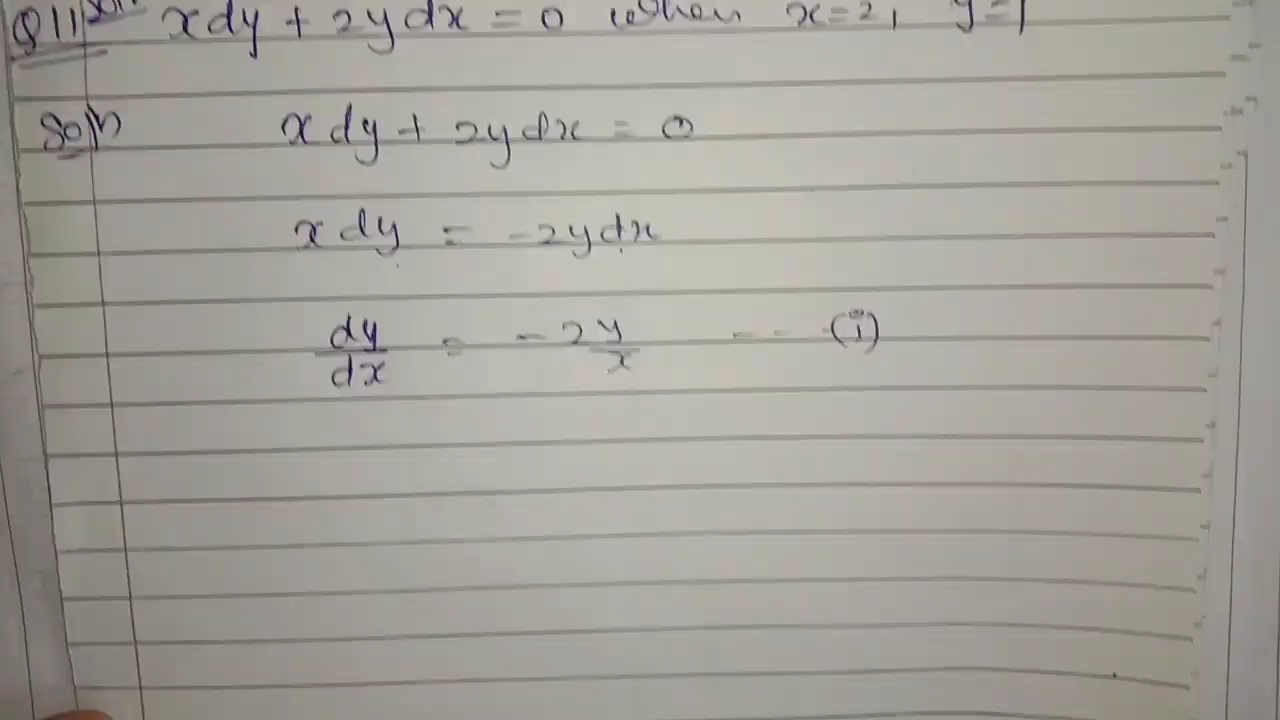 Q11 xdy + 2ydx = 0 when x=2, y=1
Soln xdy + 2ydx = 0
xdy = -2ydx
dy/dx = -2y/x --- (i)